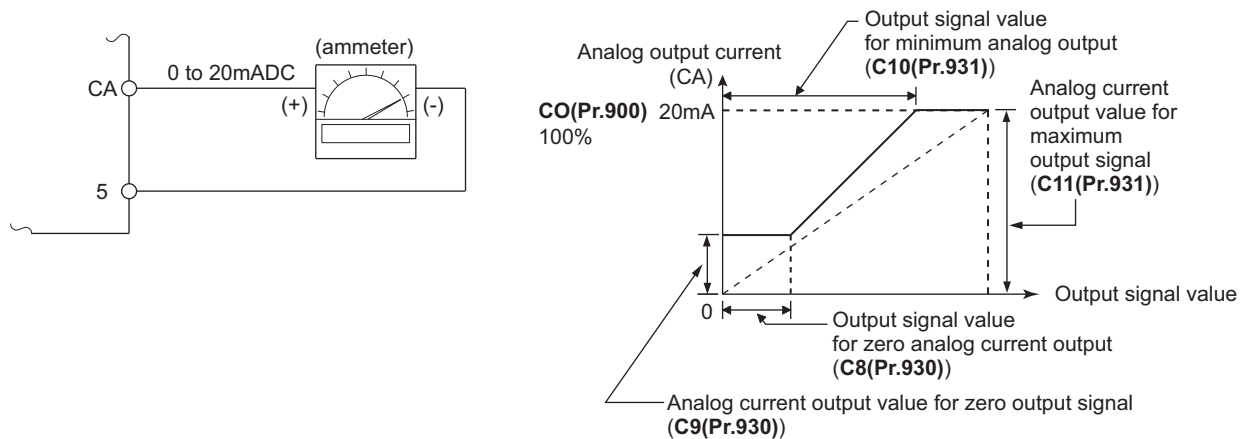 (ammeter)
0 to 20mADC
CA
(+)
(-)
5
Output signal value
for minimum analog output
(C10(Pr.931))
Analog output current
(CA)
CO(Pr.900) 20mA
100%
Analog current
output value for
maximum
output signal
(C11(Pr.931))
0
Output signal value
Output signal value
for zero analog current output
(C8(Pr.930))
Analog current output value for zero output signal
(C9(Pr.930))